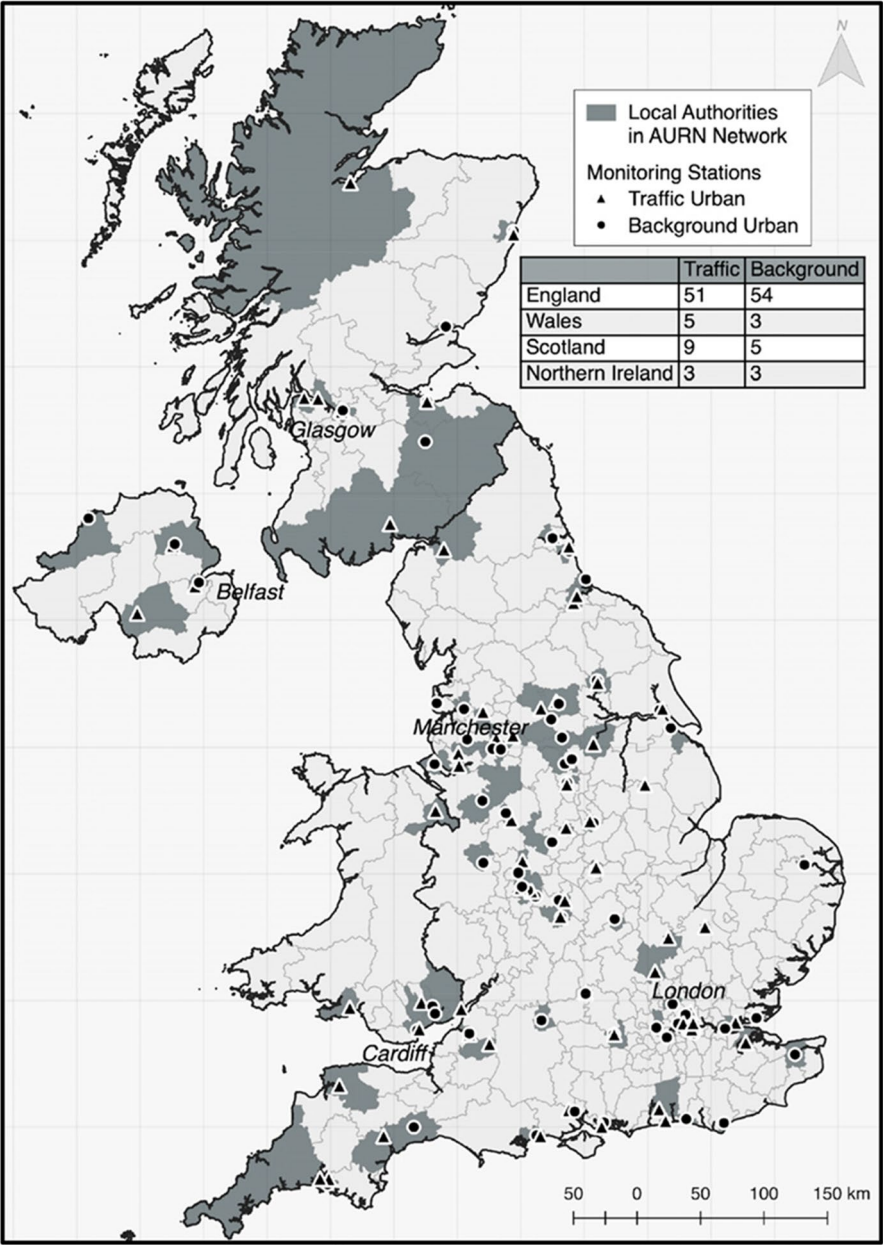 N
Local Authorities
in AURN Network
Monitoring Stations
Traffic Urban
Background Urban
Traffic Background
England 51 54
Wales 5 3
Scotland 9 5
Northern Ireland 3 3
Glasgow
Belfast
Manchester
London
Cardiff
50 0 50 100 150 km